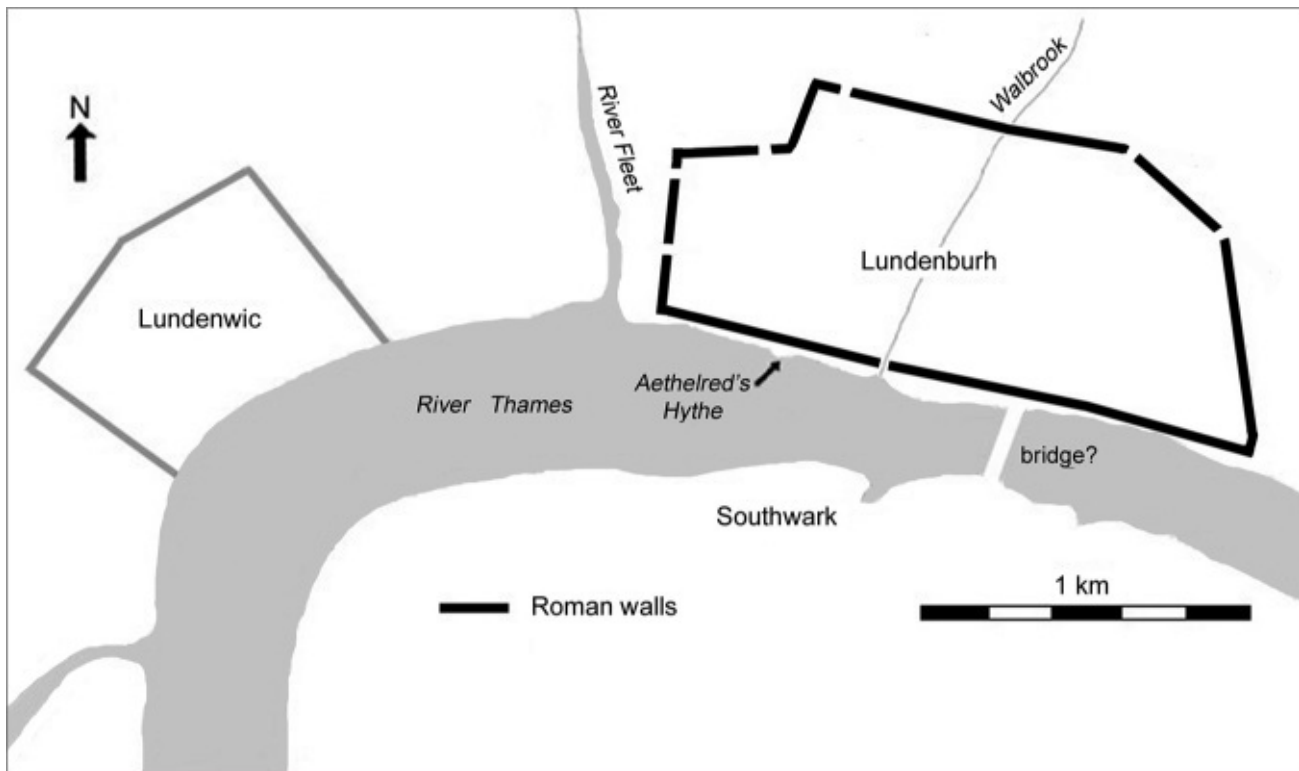 N
River Fleet
Walbrook
Lundenburh
Lundenwic
River Thames
Aethelred's
Hythe
bridge?
Southwark
1 km
Roman walls